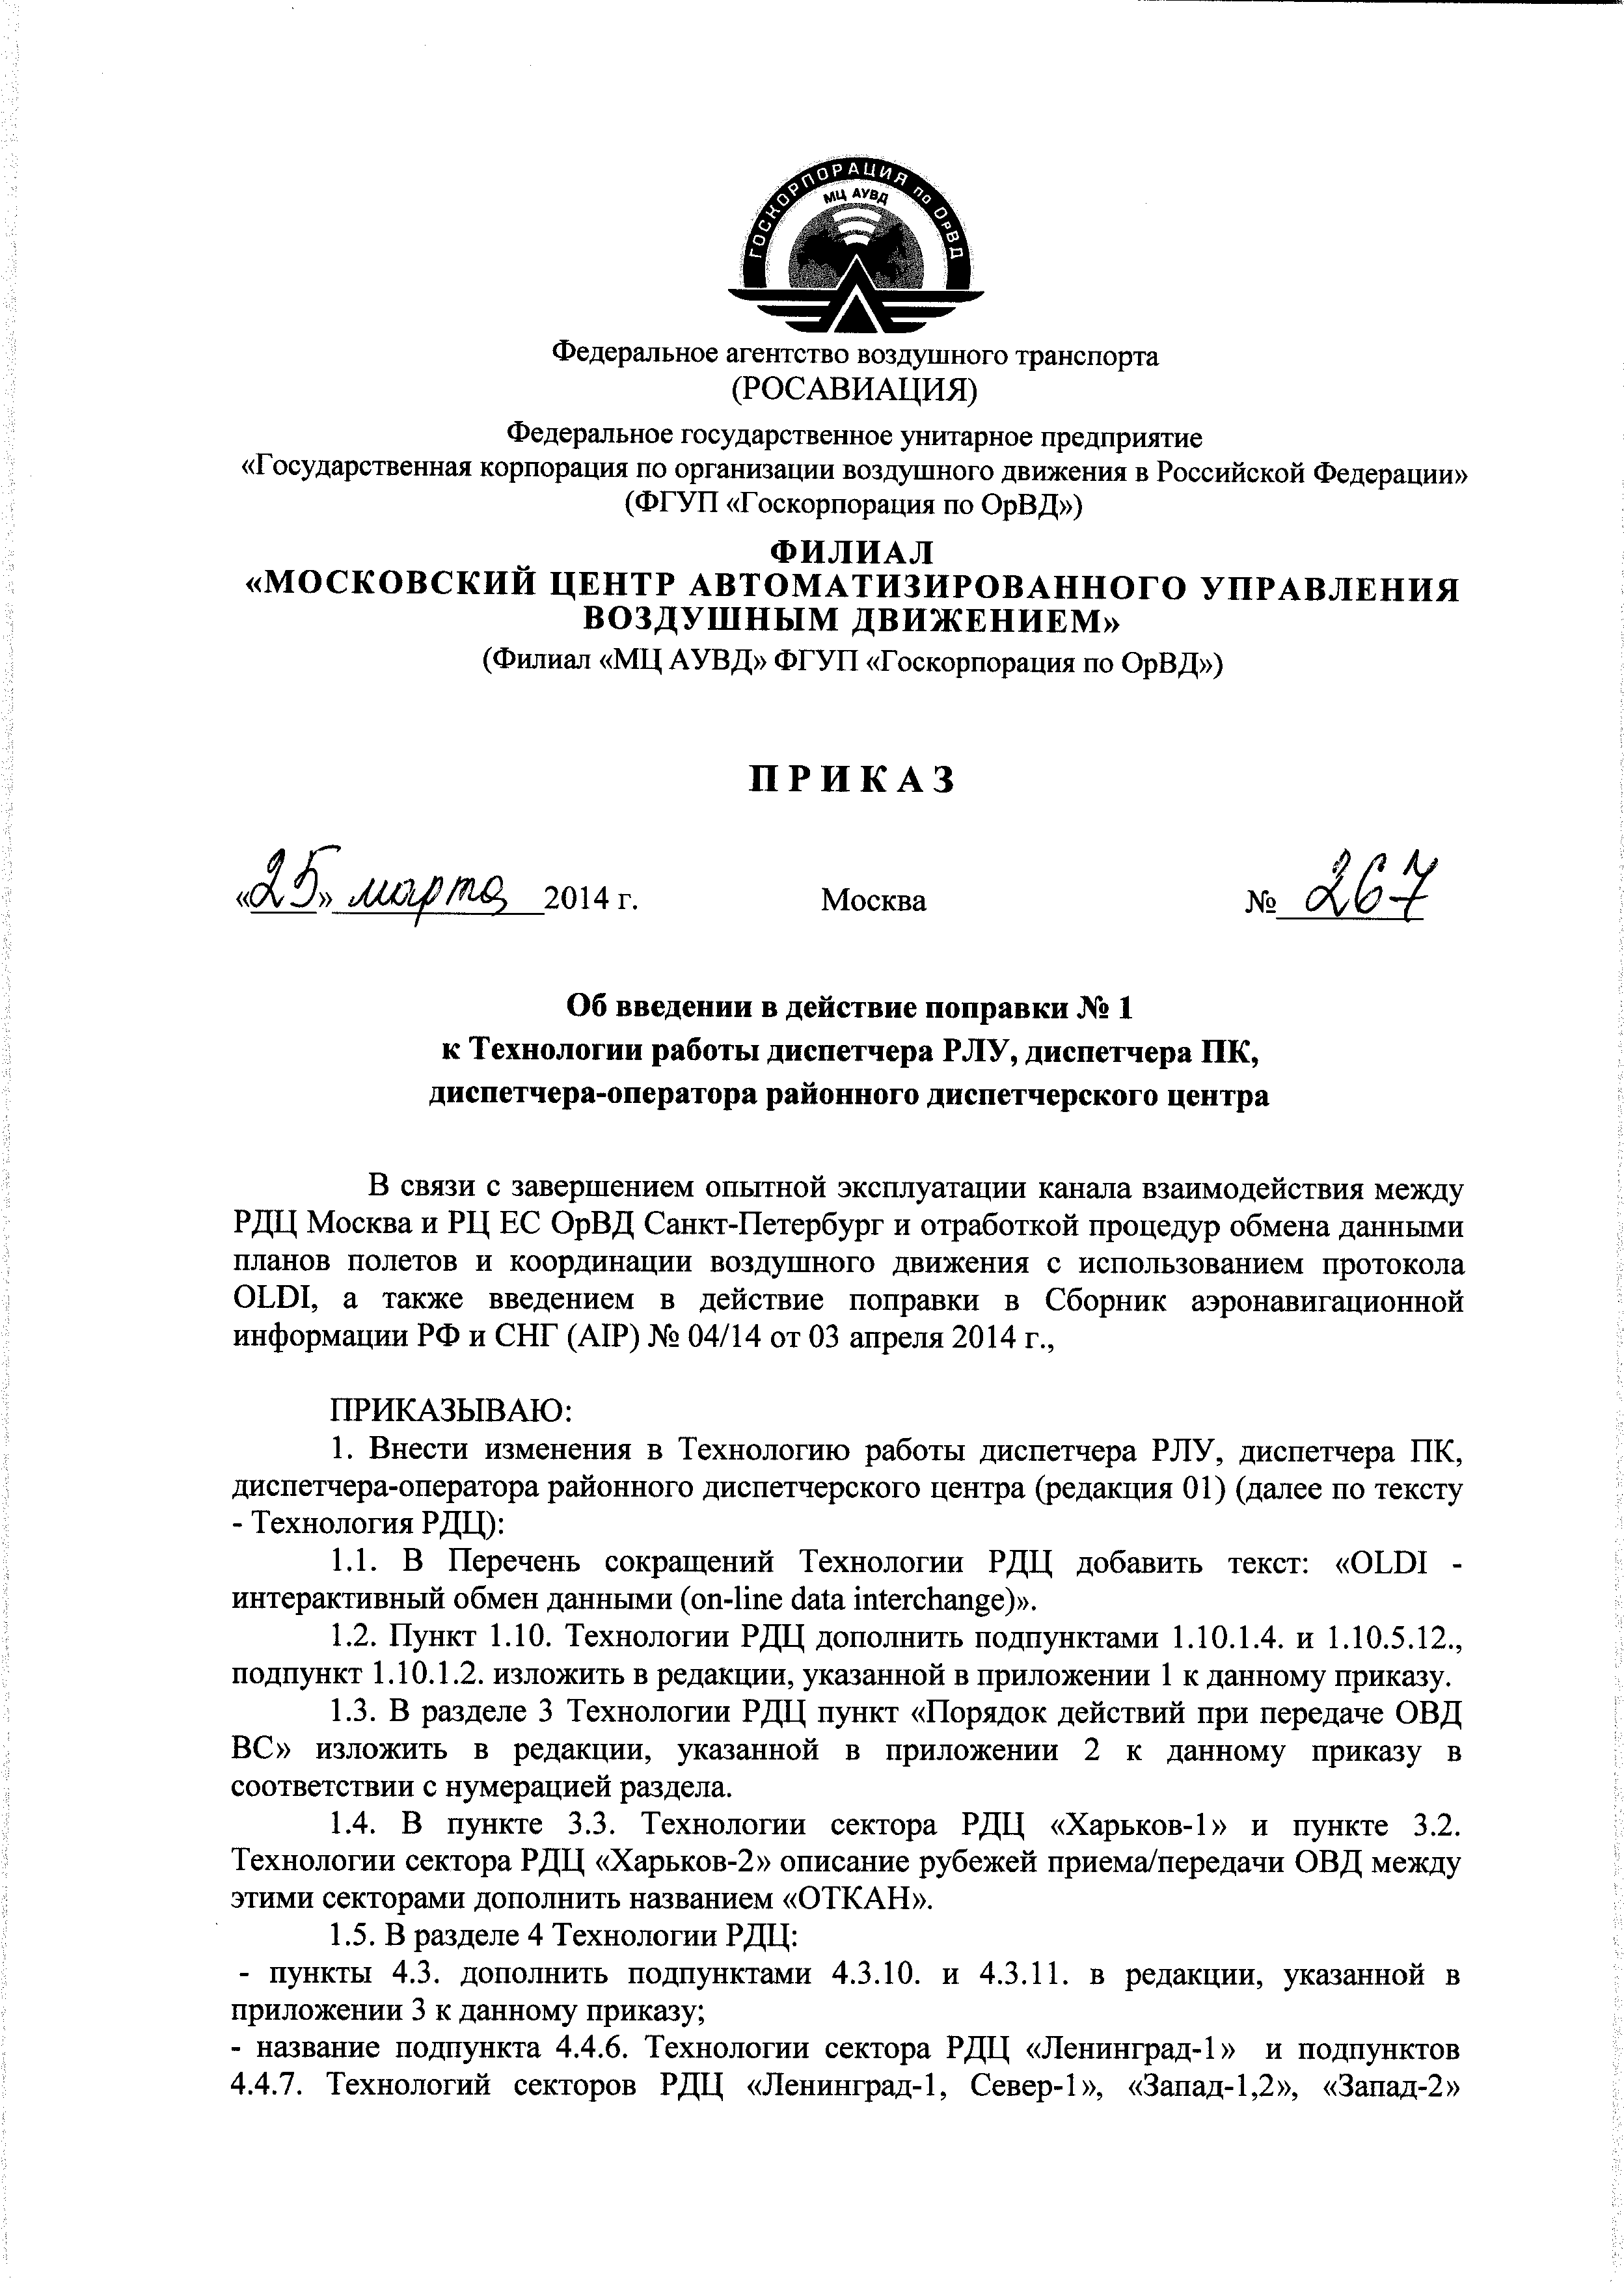 ГОСКОРПОРАЦИЯ по ОрВД
МЦ АУВД
Федеральное агентство воздушного транспорта
(РОСАВИАЦИЯ)
Федеральное государственное унитарное предприятие
«Государственная корпорация по организации воздушного движения в Российской Федерации»
(ФГУП «Госкорпорация по ОрВД»)
ФИЛИАЛ
«МОСКОВСКИЙ ЦЕНТР АВТОМАТИЗИРОВАННОГО УПРАВЛЕНИЯ
ВОЗДУШНЫМ ДВИЖЕНИЕМ»
(Филиал «МЦ АУВД» ФГУП «Госкорпорация по ОрВД»)
П Р И К А З
«25» марта 2014 г. Москва № 267
Об введении в действие поправки № 1
к Технологии работы диспетчера РЛУ, диспетчера ПК,
диспетчера-оператора районного диспетчерского центра
В связи с завершением опытной эксплуатации канала взаимодействия между
РДЦ Москва и РЦ ЕС ОрВД Санкт-Петербург и отработкой процедур обмена данными
планов полетов и координации воздушного движения с использованием протокола
OLDI, а также введением в действие поправки в Сборник аэронавигационной
информации РФ и СНГ (AIP) № 04/14 от 03 апреля 2014 г.,
ПРИКАЗЫВАЮ:
1. Внести изменения в Технологию работы диспетчера РЛУ, диспетчера ПК,
диспетчера-оператора районного диспетчерского центра (редакция 01) (далее по тексту
- Технология РДЦ):
1.1. В Перечень сокращений Технологии РДЦ добавить текст: «OLDI -
интерактивный обмен данными (on-line data interchange)».
1.2. Пункт 1.10. Технологии РДЦ дополнить подпунктами 1.10.1.4. и 1.10.5.12.,
подпункт 1.10.1.2. изложить в редакции, указанной в приложении 1 к данному приказу.
1.3. В разделе 3 Технологии РДЦ пункт «Порядок действий при передаче ОВД
ВС» изложить в редакции, указанной в приложении 2 к данному приказу в
соответствии с нумерацией раздела.
1.4. В пункте 3.3. Технологии сектора РДЦ «Харьков-1» и пункте 3.2.
Технологии сектора РДЦ «Харьков-2» описание рубежей приема/передачи ОВД между
этими секторами дополнить названием «ОТКАН».
1.5. В разделе 4 Технологии РДЦ:
- пункты 4.3. дополнить подпунктами 4.3.10. и 4.3.11. в редакции, указанной в
приложении 3 к данному приказу;
- название подпункта 4.4.6. Технологии сектора РДЦ «Ленинград-1» и подпунктов
4.4.7. Технологий секторов РДЦ «Ленинград-1, Север-1», «Запад-1,2», «Запад-2»